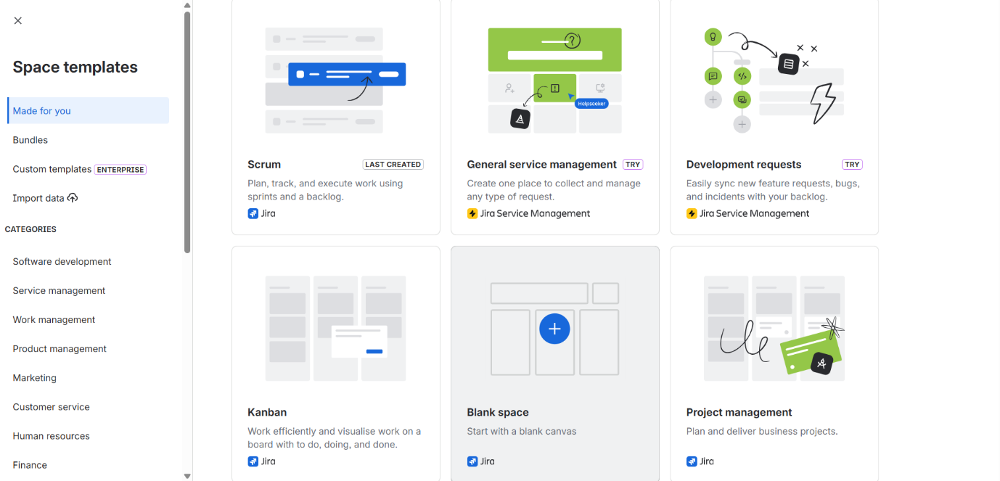 Space templates
Made for you
Bundles
Custom templates ENTERPRISE
Import data
CATEGORIES
Software development
Service management
Work management
Product management
Marketing
Customer service
Human resources
Finance
Helpseeker
Scrum LAST CREATED
Plan, track, and execute work using
sprints and a backlog.
Jira
General service management TRY
Create one place to collect and manage
any type of request.
Jira Service Management
Development requests TRY
Easily sync new feature requests, bugs,
and incidents with your backlog.
Jira Service Management
Kanban
Work efficiently and visualise work on a
board with to do, doing, and done.
Jira
Blank space
Start with a blank canvas
Jira
Project management
Plan and deliver business projects.
Jira